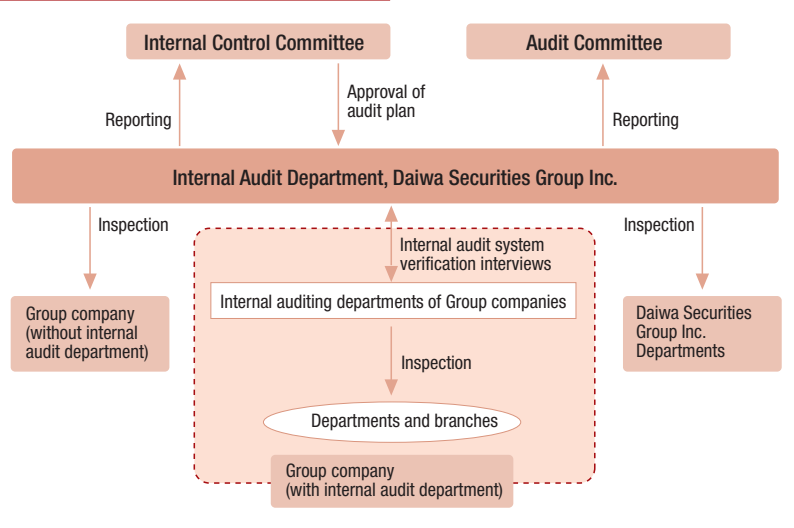 Internal Control Committee
Audit Committee
Reporting
Approval of
audit plan
Reporting
Internal Audit Department, Daiwa Securities Group Inc.
Inspection
Internal audit system
verification interviews
Inspection
Group company
(without internal
audit department)
Internal auditing departments of Group companies
Daiwa Securities
Group Inc.
Departments
Inspection
Departments and branches
Group company
(with internal audit department)